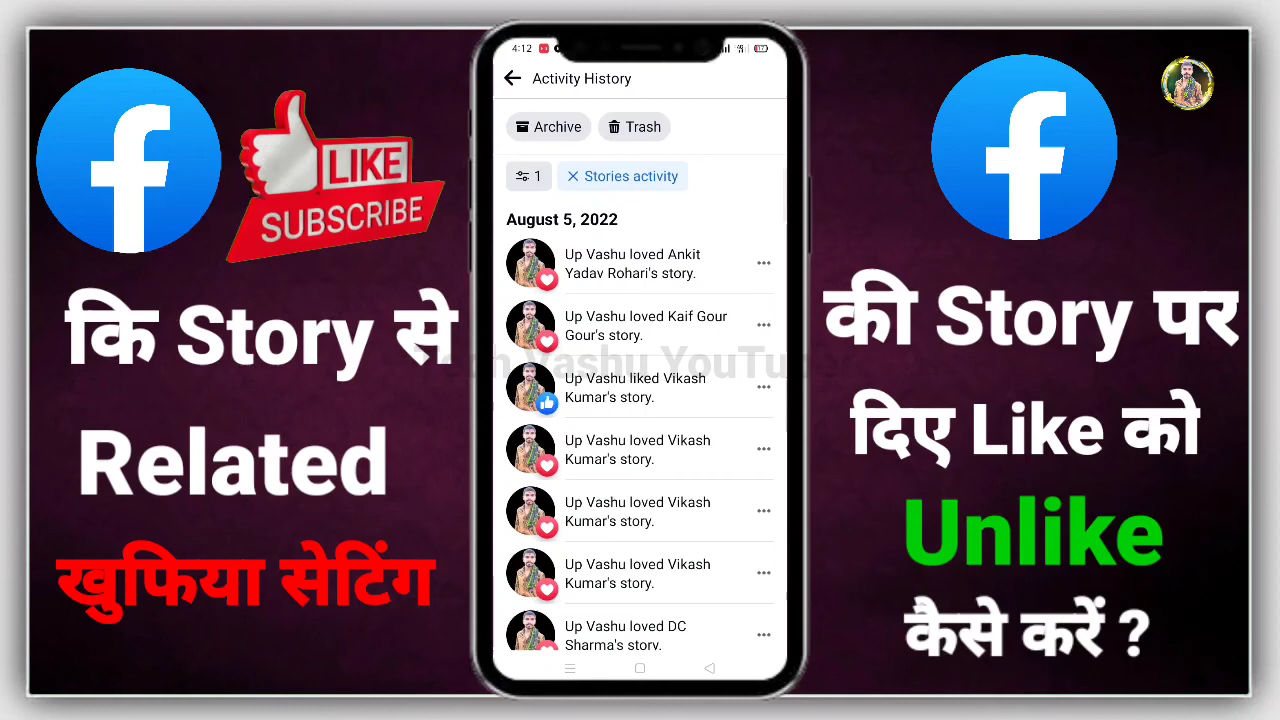 LIKE
SUBSCRIBE
कि Story से
Related
खुफिया सेटिंग
4:12
Activity History
Archive
Trash
1
Stories activity
August 5, 2022
Up Vashu loved Ankit
Yadav Rohari's story.
Up Vashu loved Kaif Gour
Gour's story.
Up Vashu liked Vikash
Kumar's story.
Up Vashu loved Vikash
Kumar's story.
Up Vashu loved Vikash
Kumar's story.
Up Vashu loved Vikash
Kumar's story.
Up Vashu loved DC
Sharma's story.
Vashu YouTu
की Story पर
दिए Like को
Unlike
कैसे करें ?